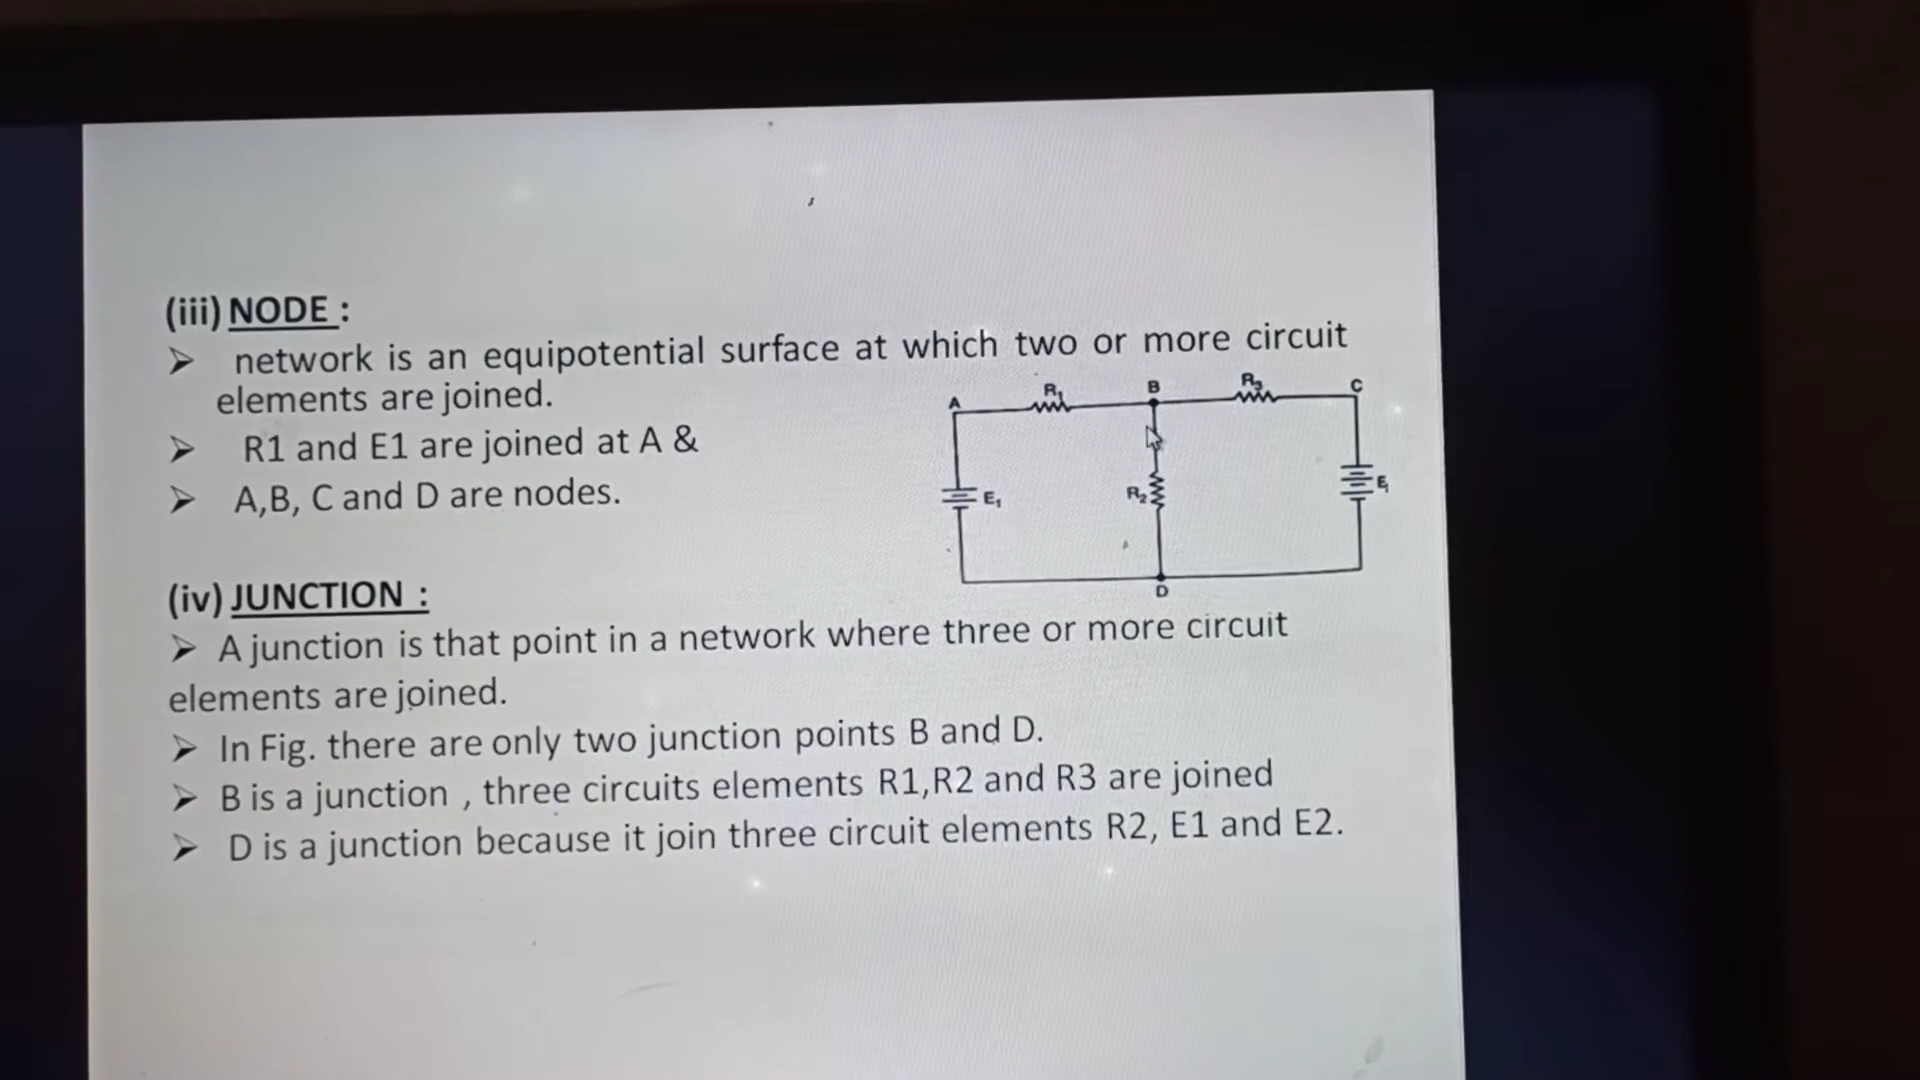 (iii) NODE :
➢ network is an equipotential surface at which two or more circuit
elements are joined.
➢ R1 and E1 are joined at A &
➢ A,B, C and D are nodes.
A R₁ B R₃ C
E₁ R₂ E₁
D
(iv) JUNCTION :
➢ A junction is that point in a network where three or more circuit
elements are joined.
➢ In Fig. there are only two junction points B and D.
➢ B is a junction , three circuits elements R1,R2 and R3 are joined
➢ D is a junction because it join three circuit elements R2, E1 and E2.